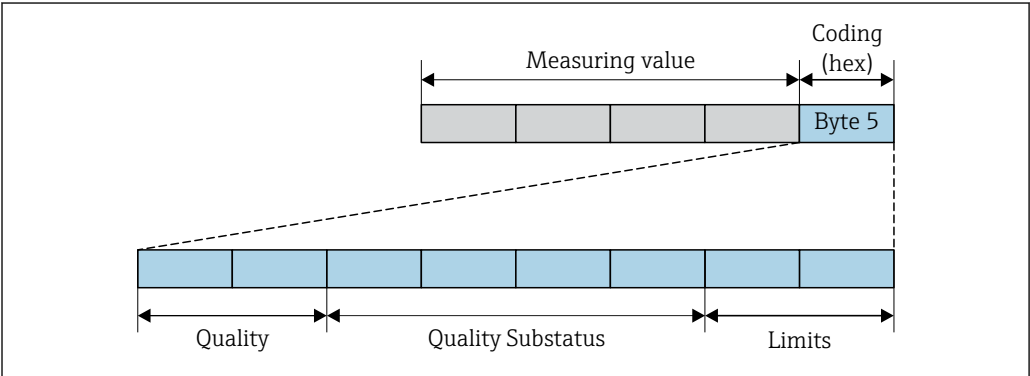 Coding
(hex)
Measuring value
Byte 5
Quality
Quality Substatus
Limits